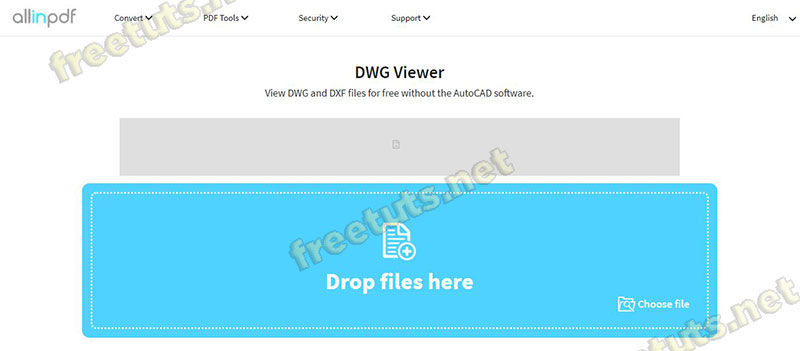 allinpdf Convert PDF Tools Security Support English
DWG Viewer
View DWG and DXF files for free without the AutoCAD software.
Drop files here
Choose file
freetuts.net
freetuts.net
freetuts.net